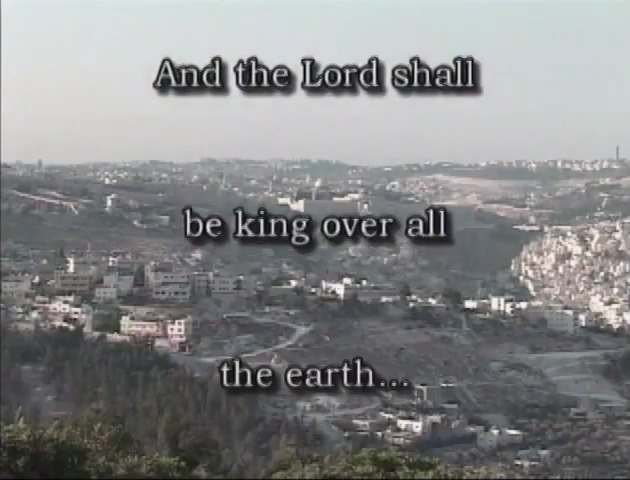 And the Lord shall
be king over all
the earth...